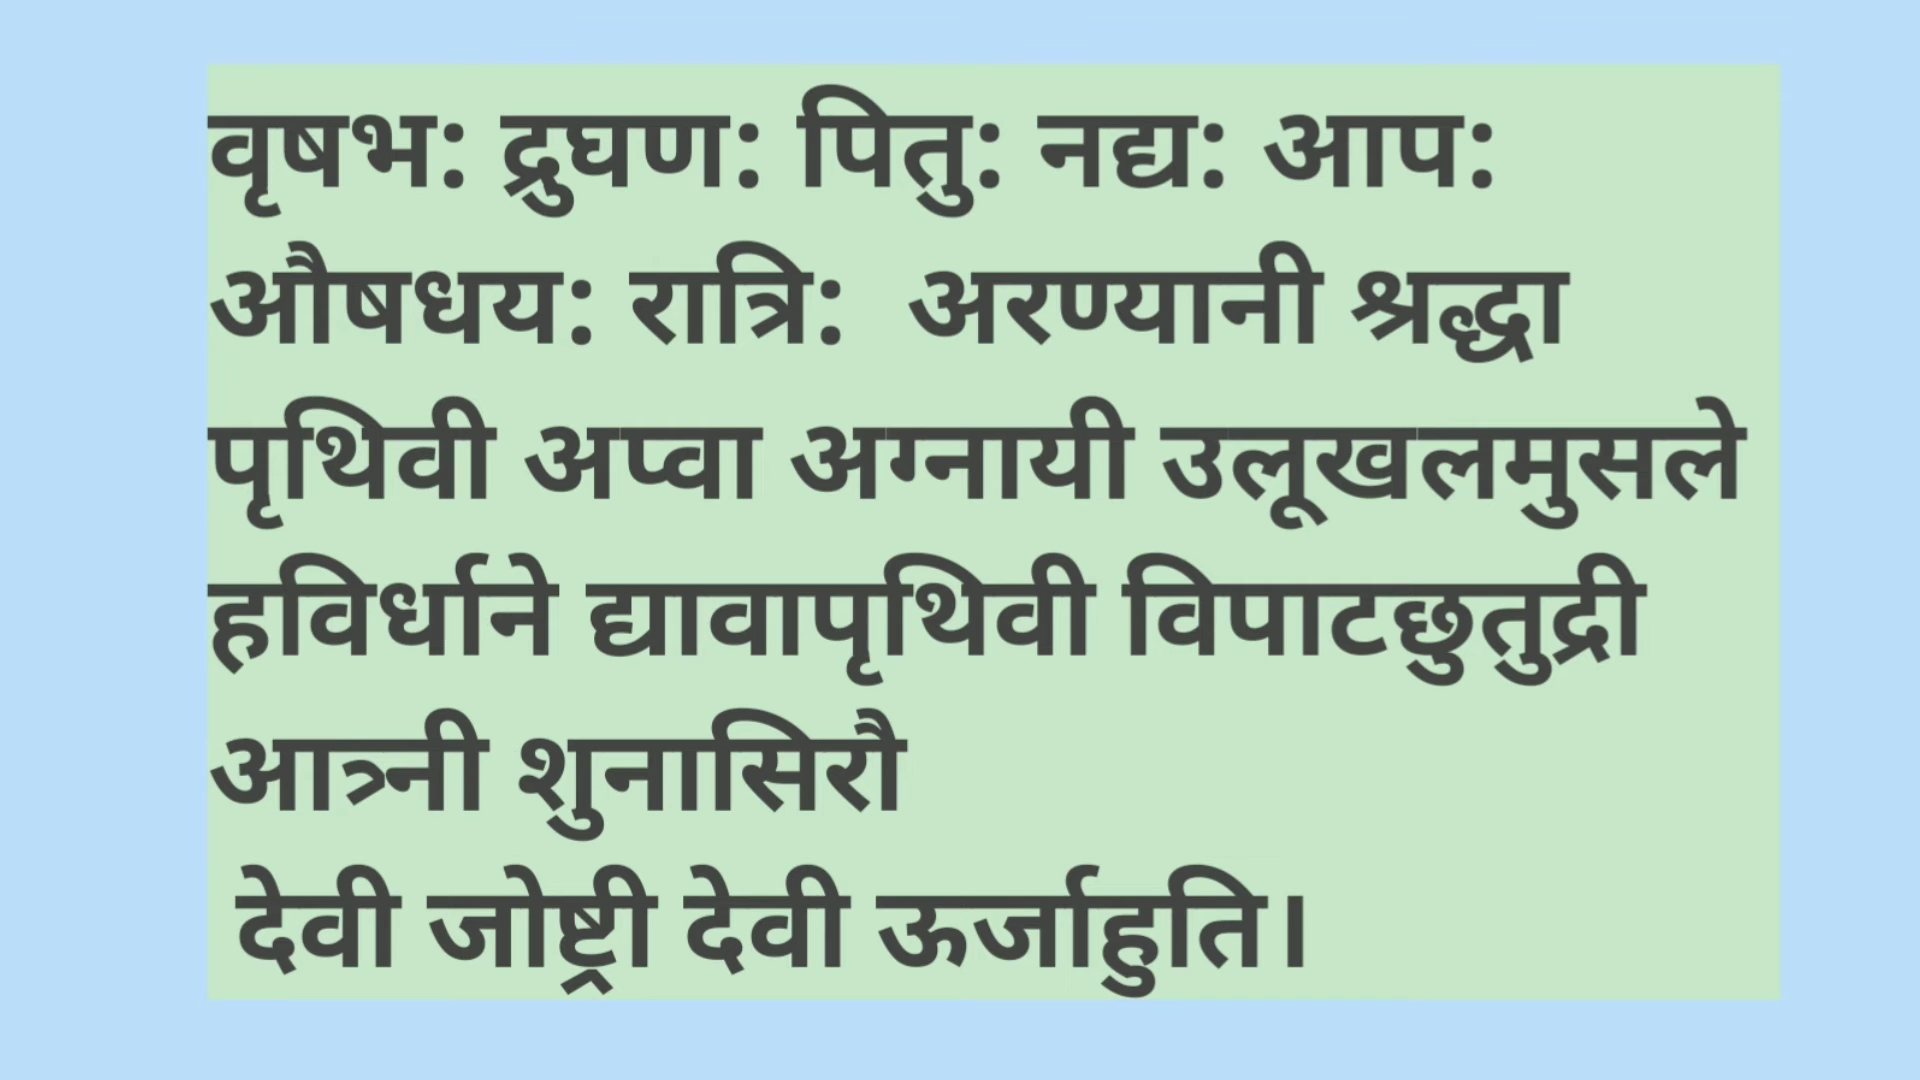 वृषभ: द्रुघण: पितु: नद्य: आप:
औषधय: रात्रि: अरण्यानी श्रद्धा
पृथिवी अप्वा अग्नायी उलूखलमुसले
हविर्धाने द्यावापृथिवी विपाटछुतुद्री
आत्र्नी शुनासिरौ
देवी जोष्ट्री देवी ऊर्जाहुति।